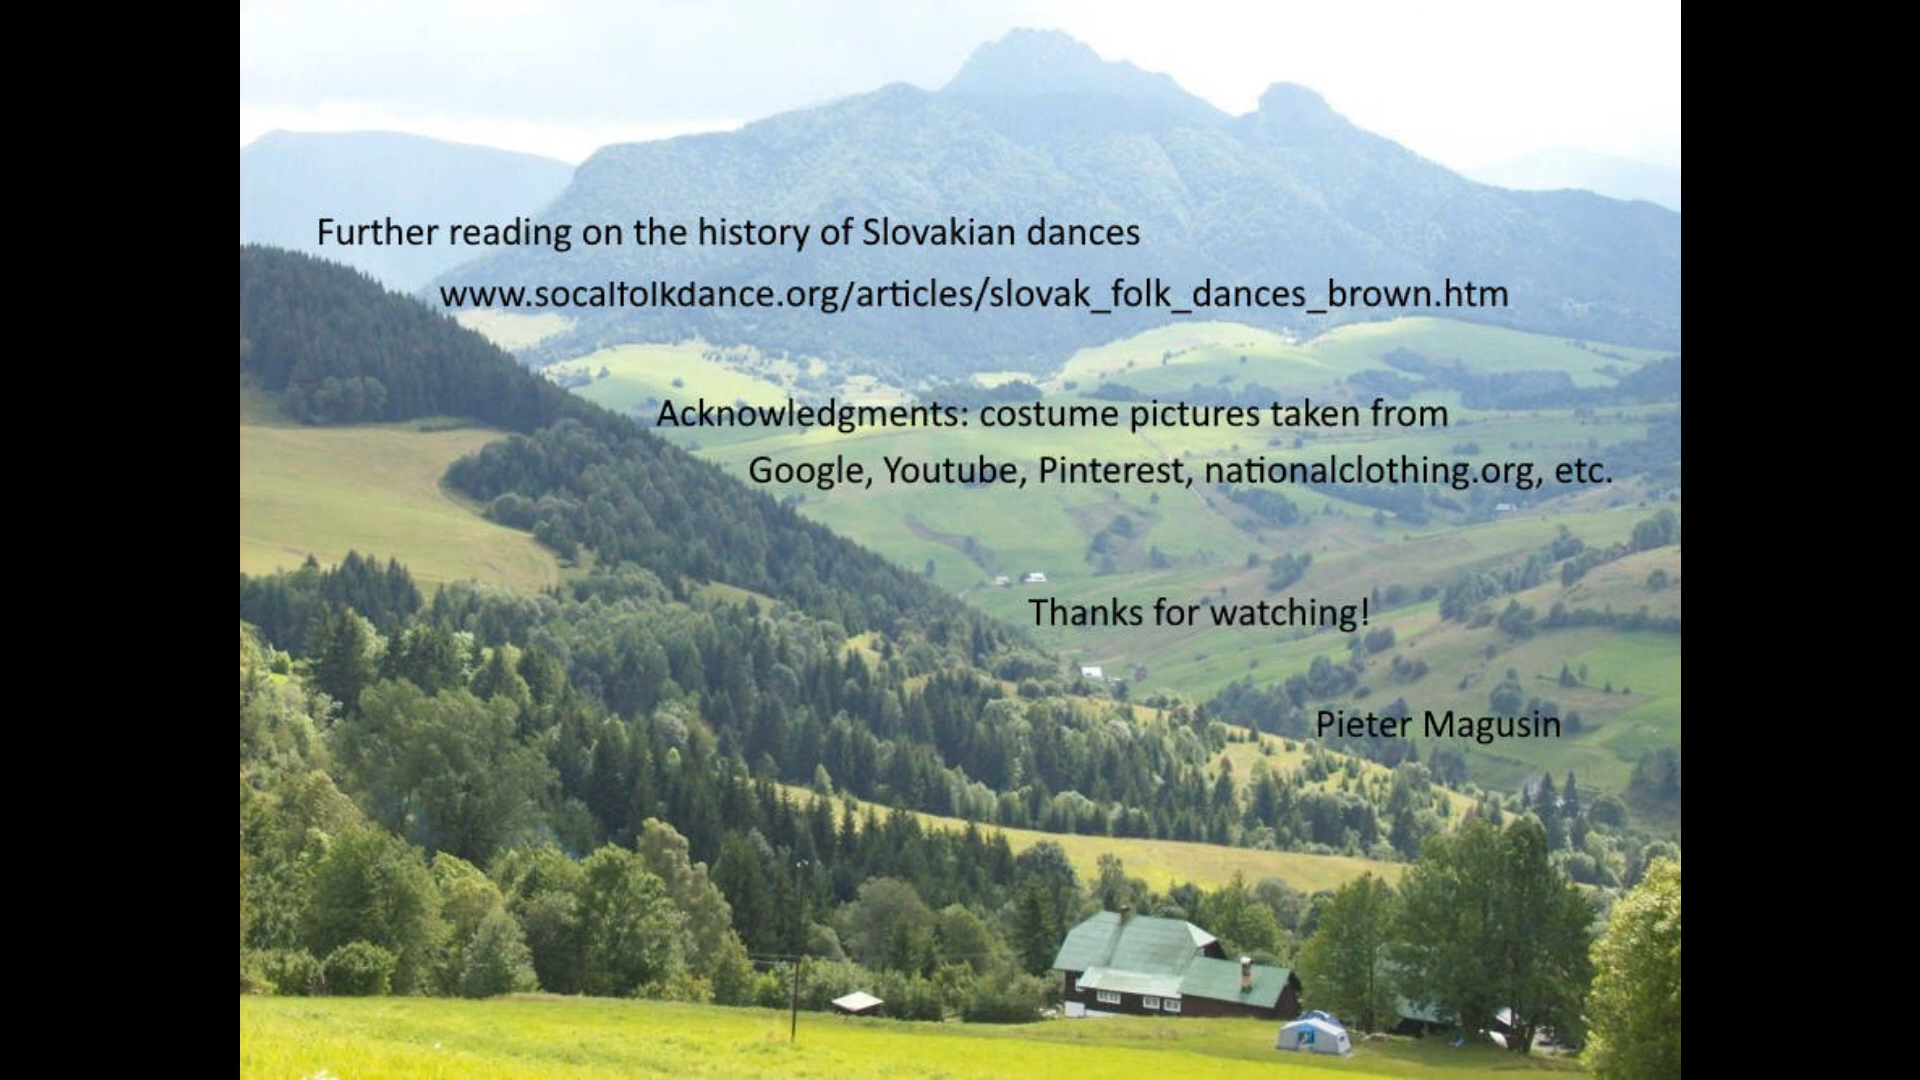 Further reading on the history of Slovakian dances
www.socalfolkdance.org/articles/slovak_folk_dances_brown.htm
Acknowledgments: costume pictures taken from
Google, Youtube, Pinterest, nationalclothing.org, etc.
Thanks for watching!
Pieter Magusin